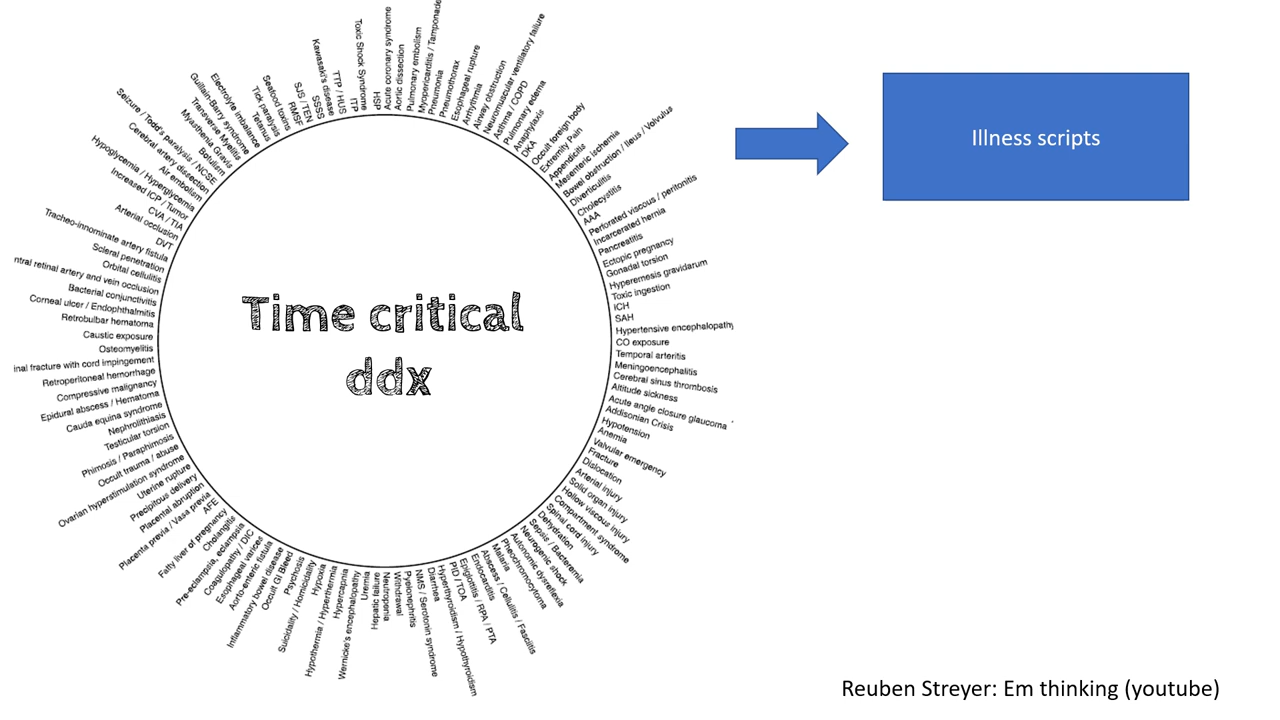 Acute coronary syndrome
Aortic dissection
Pulmonary embolism
Myopericarditis / Tamponade
Pneumonia
Pneumothorax
Esophageal rupture
Arrhythmia
Airway obstruction
Neuromuscular ventilatory failure
Asthma / COPD
Pulmonary edema
Anaphylaxis
DKA
Occult foreign body
Extremity Pain
Appendicitis
Mesenteric ischemia
Bowel obstruction / Ileus / Volvulus
Diverticulitis
Cholecystitis
AAA
Perforated viscous / peritonitis
Incarcerated hernia
Pancreatitis
Ectopic pregnancy
Gonadal torsion
Hyperemesis gravidarum
Toxic ingestion
ICH
SAH
Hypertensive encephalopathy
CO exposure
Temporal arteritis
Meningoencephalitis
Cerebral sinus thrombosis
Altitude sickness
Acute angle closure glaucoma
Addisonian Crisis
Hypotension
Anemia
Valvular emergency
Fracture
Dislocation
Arterial injury
Solid organ injury
Hollow viscous injury
Compartment syndrome
Spinal cord injury
Dehydration
Sepsis / Bacteremia
Neurogenic shock
Autonomic dysreflexia
Pheochromocytoma
Malaria
Abscess / Cellulitis / Fasciitis
Endocarditis
Epiglottitis / RPA / PTA
PID / TOA
Hyperthyroidism / Hypothyroidism
Diarrhea
NMS / Serotonin syndrome
Pyelonephritis
Withdrawal
Neutropenia
Hepatic failure
Uremia
Wernicke's encephalopathy
Hypercapnia
Hypothermia / Hyperthermia
Hypoxia
Suicidality / Homicidality
Psychosis
Occult GI Bleed
Inflammatory bowel disease
Aorto-enteric fistula
Esophageal varices
Coagulopathy / DIC
Pre-eclampsia, eclampsia
Cholangitis
Fatty liver of pregnancy
AFE
Placenta previa / Vasa previa
Placental abruption
Precipitous delivery
Uterine rupture
Ovarian hyperstimulation syndrome
Occult trauma / abuse
Phimosis / Paraphimosis
Testicular torsion
Nephrolithiasis
Cauda equina syndrome
Epidural abscess / Hematoma
Compressive malignancy
Retroperitoneal hemorrhage
inal fracture with cord impingement
Osteomyelitis
Caustic exposure
Retrobulbar hematoma
Corneal ulcer / Endophthalmitis
Bacterial conjunctivitis
ntral retinal artery and vein occlusion
Orbital cellulitis
Scleral penetration
Tracheo-innominate artery fistula
DVT
Arterial occlusion
CVA / TIA
Increased ICP / Tumor
Hypoglycemia / Hyperglycemia
Air embolism
Cerebral artery dissection
Seizure / Todd's paralysis / NCSE
Botulism
Myasthenia Gravis
Transverse Myelitis
Guillain-Barry syndrome
Electrolyte imbalance
Tetanus
Tick paralysis
Seafood toxins
RMSF
SJS / TEN
SSSS
Kawasaki's disease
TTP / HUS
ITP
Toxic Shock Syndrome
HSP
Time critical
ddx
Illness scripts
Reuben Streyer: Em thinking (youtube)